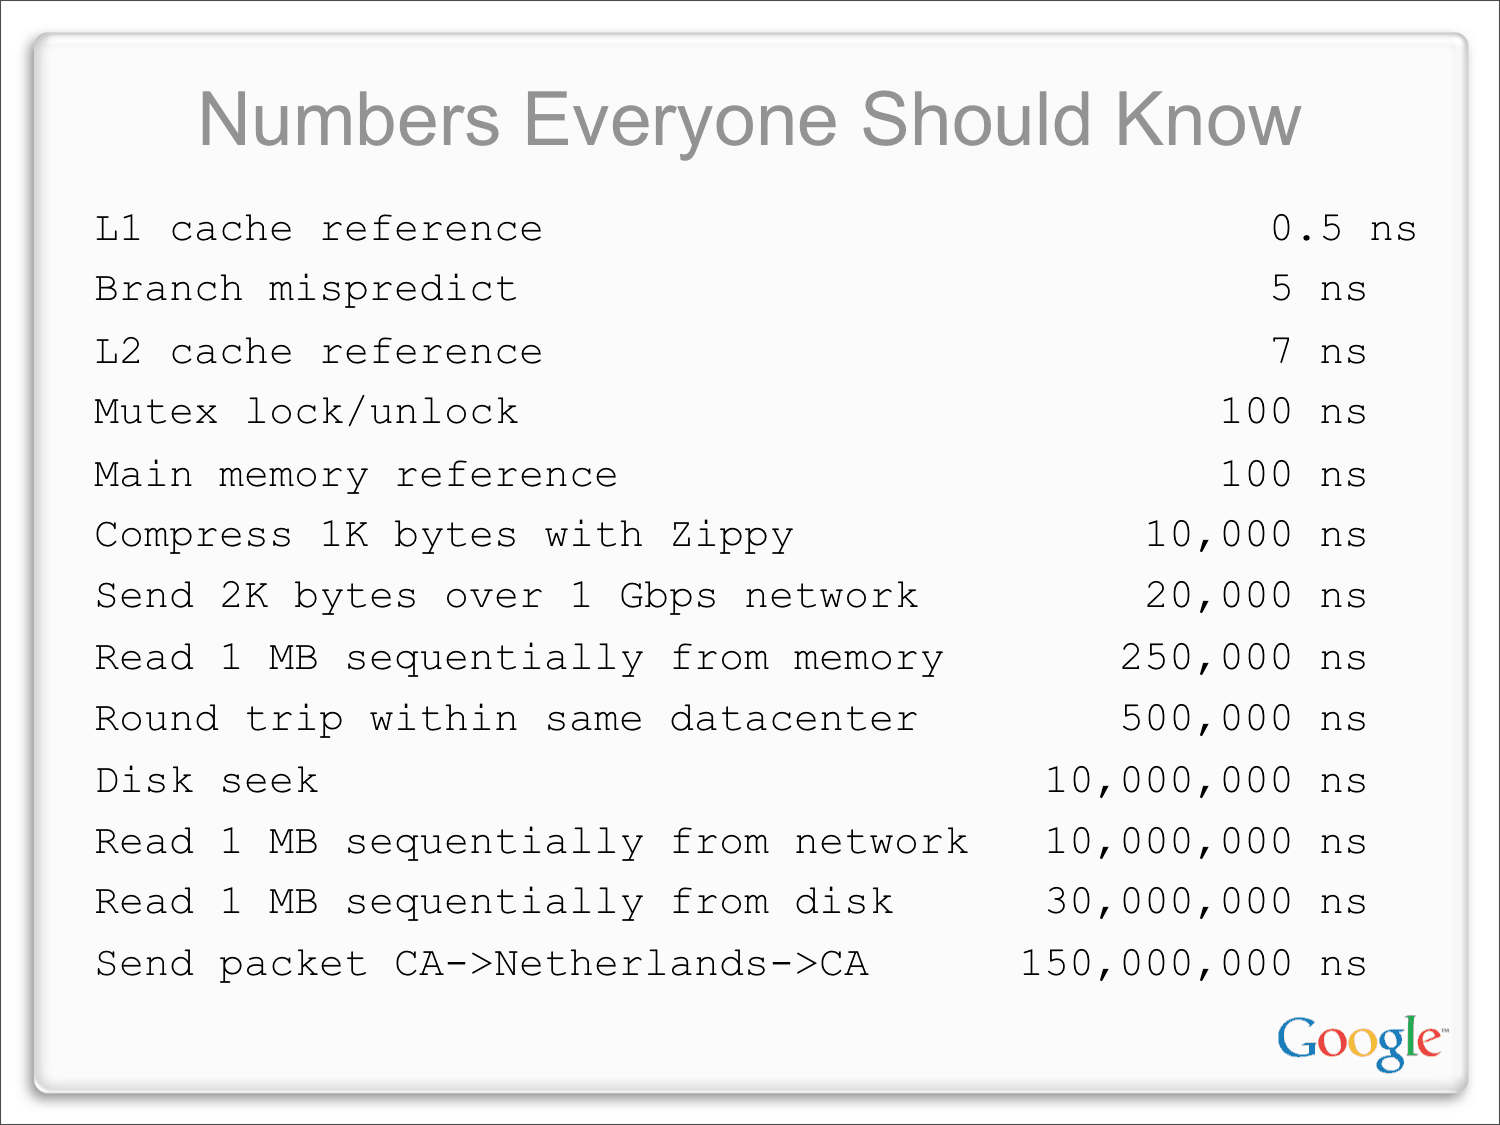 Numbers Everyone Should Know
L1 cache reference 0.5 ns
Branch mispredict 5 ns
L2 cache reference 7 ns
Mutex lock/unlock 100 ns
Main memory reference 100 ns
Compress 1K bytes with Zippy 10,000 ns
Send 2K bytes over 1 Gbps network 20,000 ns
Read 1 MB sequentially from memory 250,000 ns
Round trip within same datacenter 500,000 ns
Disk seek 10,000,000 ns
Read 1 MB sequentially from network 10,000,000 ns
Read 1 MB sequentially from disk 30,000,000 ns
Send packet CA->Netherlands->CA 150,000,000 ns
Google™